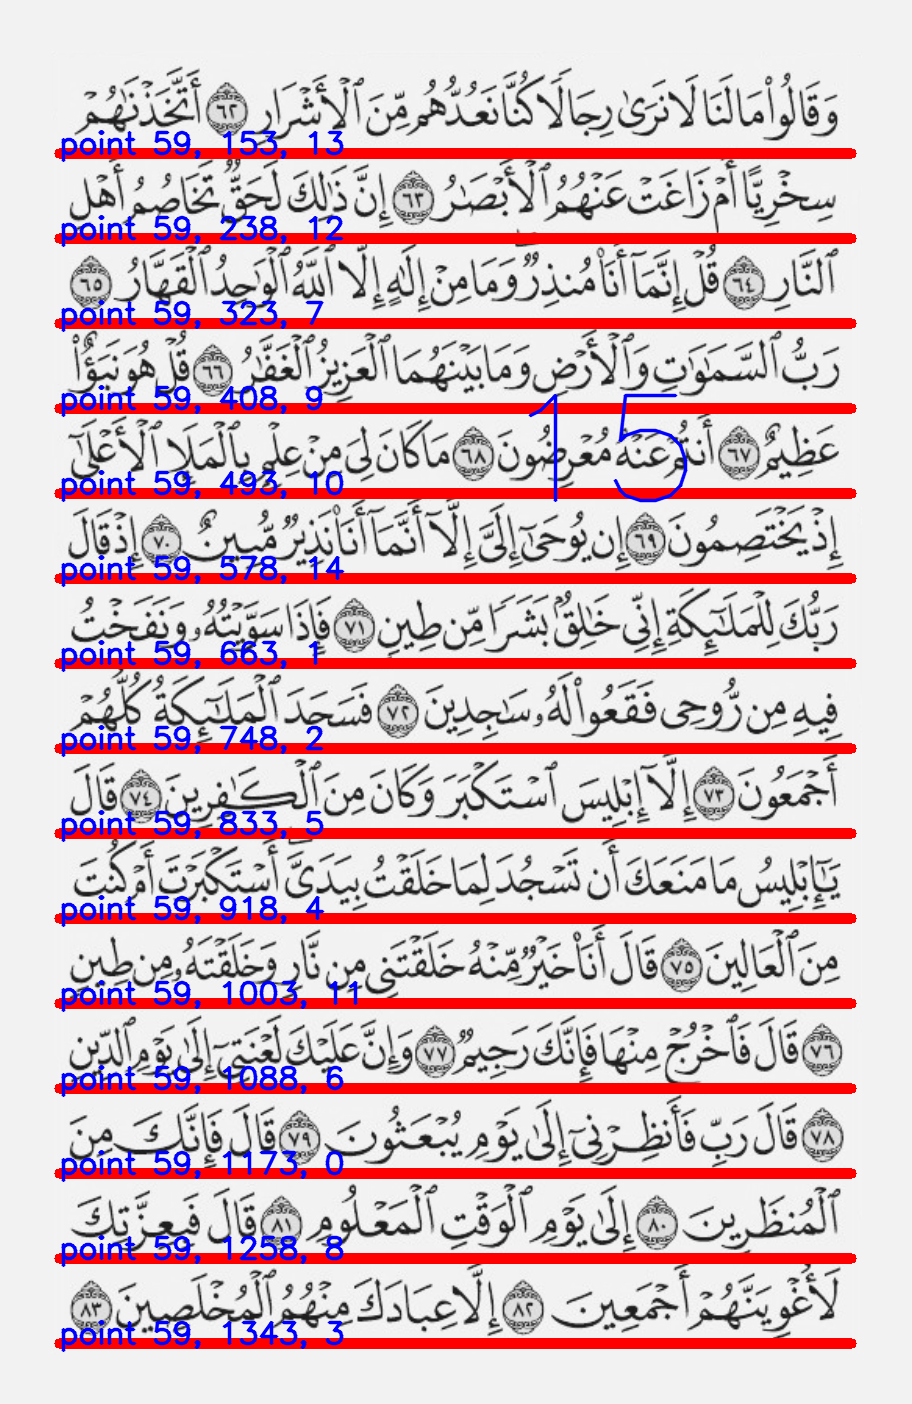 وَقَالُوا۟ مَا لَنَا لَا نَرَىٰ رِجَالًا كُنَّا نَعُدُّهُم مِّنَ ٱلْأَشْرَارِ ٦٢ أَتَّخَذْنَٰهُمْ
point 59, 153, 13
سِخْرِيًّا أَمْ زَاغَتْ عَنْهُمُ ٱلْأَبْصَٰرُ ٦٣ إِنَّ ذَٰلِكَ لَحَقٌّ تَخَاصُمُ أَهْلِ
point 59, 238, 12
ٱلنَّارِ ٦٤ قُلْ إِنَّمَآ أَنَا۠ مُنذِرٌ وَمَا مِنْ إِلَٰهٍ إِلَّا ٱللَّهُ ٱلْوَٰحِدُ ٱلْقَهَّارُ ٦٥
point 59, 323, 7
رَبُّ ٱلسَّمَٰوَٰتِ وَٱلْأَرْضِ وَمَا بَيْنَهُمَا ٱلْعَزِيزُ ٱلْغَفَّٰرُ ٦٦ قُلْ هُوَ نَبَؤٌا۟
point 59, 408, 9
15
عَظِيمٌ ٦٧ أَنتُمْ عَنْهُ مُعْرِضُونَ ٦٨ مَا كَانَ لِىَ مِنْ عِلْمٍ بِٱلْمَلَإِ ٱلْأَعْلَىٰٓ
point 59, 493, 10
إِذْ يَخْتَصِمُونَ ٦٩ إِن يُوحَىٰٓ إِلَىَّ إِلَّآ أَنَّمَآ أَنَا۠ نَذِيرٌ مُّبِينٌ ٧٠ إِذْ قَالَ
point 59, 578, 14
رَبُّكَ لِلْمَلَٰٓئِكَةِ إِنِّى خَٰلِقٌۢ بَشَرًا مِّن طِينٍ ٧١ فَإِذَا سَوَّيْتُهُۥ وَنَفَخْتُ
point 59, 663, 1
فِيهِ مِن رُّوحِى فَقَعُوا۟ لَهُۥ سَٰجِدِينَ ٧٢ فَسَجَدَ ٱلْمَلَٰٓئِكَةُ كُلُّهُمْ
point 59, 748, 2
أَجْمَعُونَ ٧٣ إِلَّآ إِبْلِيسَ ٱسْتَكْبَرَ وَكَانَ مِنَ ٱلْكَٰفِرِينَ ٧٤ قَالَ
point 59, 833, 5
يَٰٓإِبْلِيسُ مَا مَنَعَكَ أَن تَسْجُدَ لِمَا خَلَقْتُ بِيَدَىَّ أَسْتَكْبَرْتَ أَمْ كُنتَ
point 59, 918, 4
مِنَ ٱلْعَالِينَ ٧٥ قَالَ أَنَا۠ خَيْرٌ مِّنْهُ خَلَقْتَنِى مِن نَّارٍ وَخَلَقْتَهُۥ مِن طِينٍ
point 59, 1003, 11
٧٦ قَالَ فَٱخْرُجْ مِنْهَا فَإِنَّكَ رَجِيمٌ ٧٧ وَإِنَّ عَلَيْكَ لَعْنَتِىٓ إِلَىٰ يَوْمِ ٱلدِّينِ
point 59, 1088, 6
٧٨ قَالَ رَبِّ فَأَنظِرْنِىٓ إِلَىٰ يَوْمِ يُبْعَثُونَ ٧٩ قَالَ فَإِنَّكَ مِنَ
point 59, 1173, 0
ٱلْمُنظَرِينَ ٨٠ إِلَىٰ يَوْمِ ٱلْوَقْتِ ٱلْمَعْلُومِ ٨١ قَالَ فَبِعِزَّتِكَ
point 59, 1258, 8
لَأُغْوِيَنَّهُمْ أَجْمَعِينَ ٨٢ إِلَّا عِبَادَكَ مِنْهُمُ ٱلْمُخْلَصِينَ ٨٣
point 59, 1343, 3